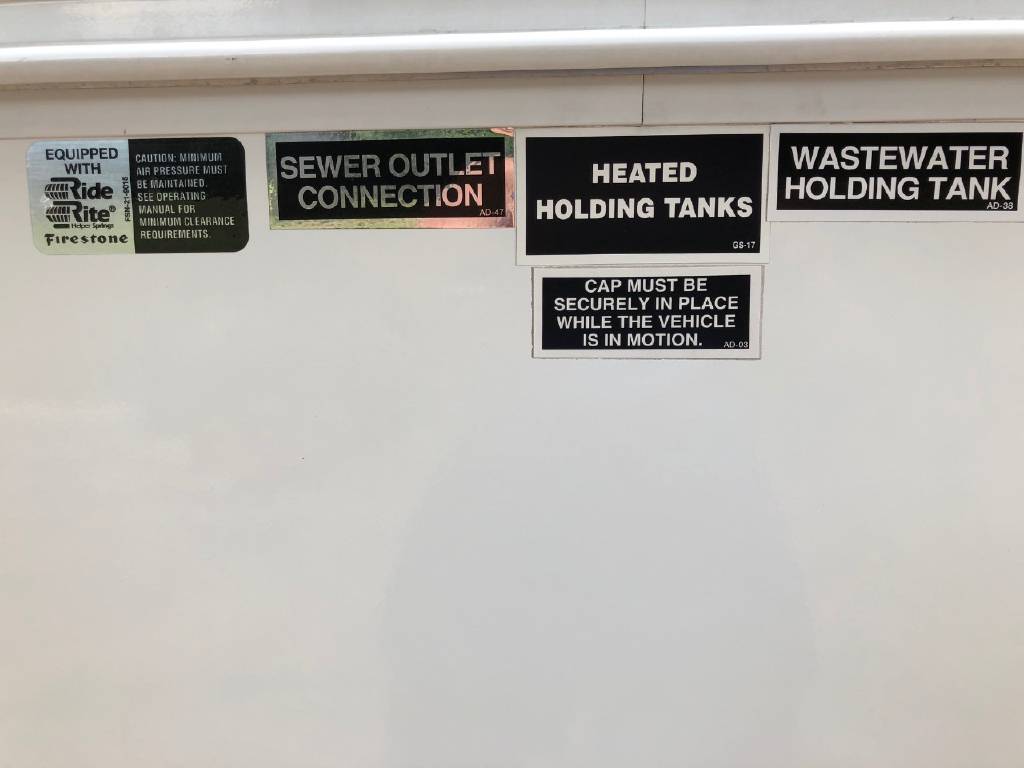 EQUIPPED
WITH
Ride
Rite®
Helper Springs
Firestone
FSN-21-0016
CAUTION: MINIMUM
AIR PRESSURE MUST
BE MAINTAINED.
SEE OPERATING
MANUAL FOR
MINIMUM CLEARANCE
REQUIREMENTS.
SEWER OUTLET
CONNECTION
AD-47
HEATED
HOLDING TANKS
GS-17
WASTEWATER
HOLDING TANK
AD-38
CAP MUST BE
SECURELY IN PLACE
WHILE THE VEHICLE
IS IN MOTION.
AD-03